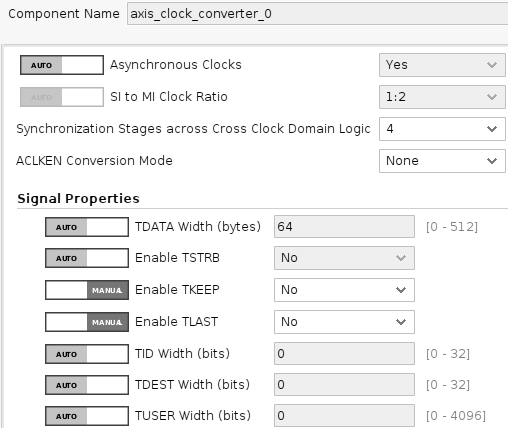 Component Name axis_clock_converter_0
AUTO Asynchronous Clocks Yes
AUTO SI to MI Clock Ratio 1:2
Synchronization Stages across Cross Clock Domain Logic 4
ACLKEN Conversion Mode None
Signal Properties
AUTO TDATA Width (bytes) 64 [0 - 512]
AUTO Enable TSTRB No
MANUAL Enable TKEEP No
MANUAL Enable TLAST No
AUTO TID Width (bits) 0 [0 - 32]
AUTO TDEST Width (bits) 0 [0 - 32]
AUTO TUSER Width (bits) 0 [0 - 4096]